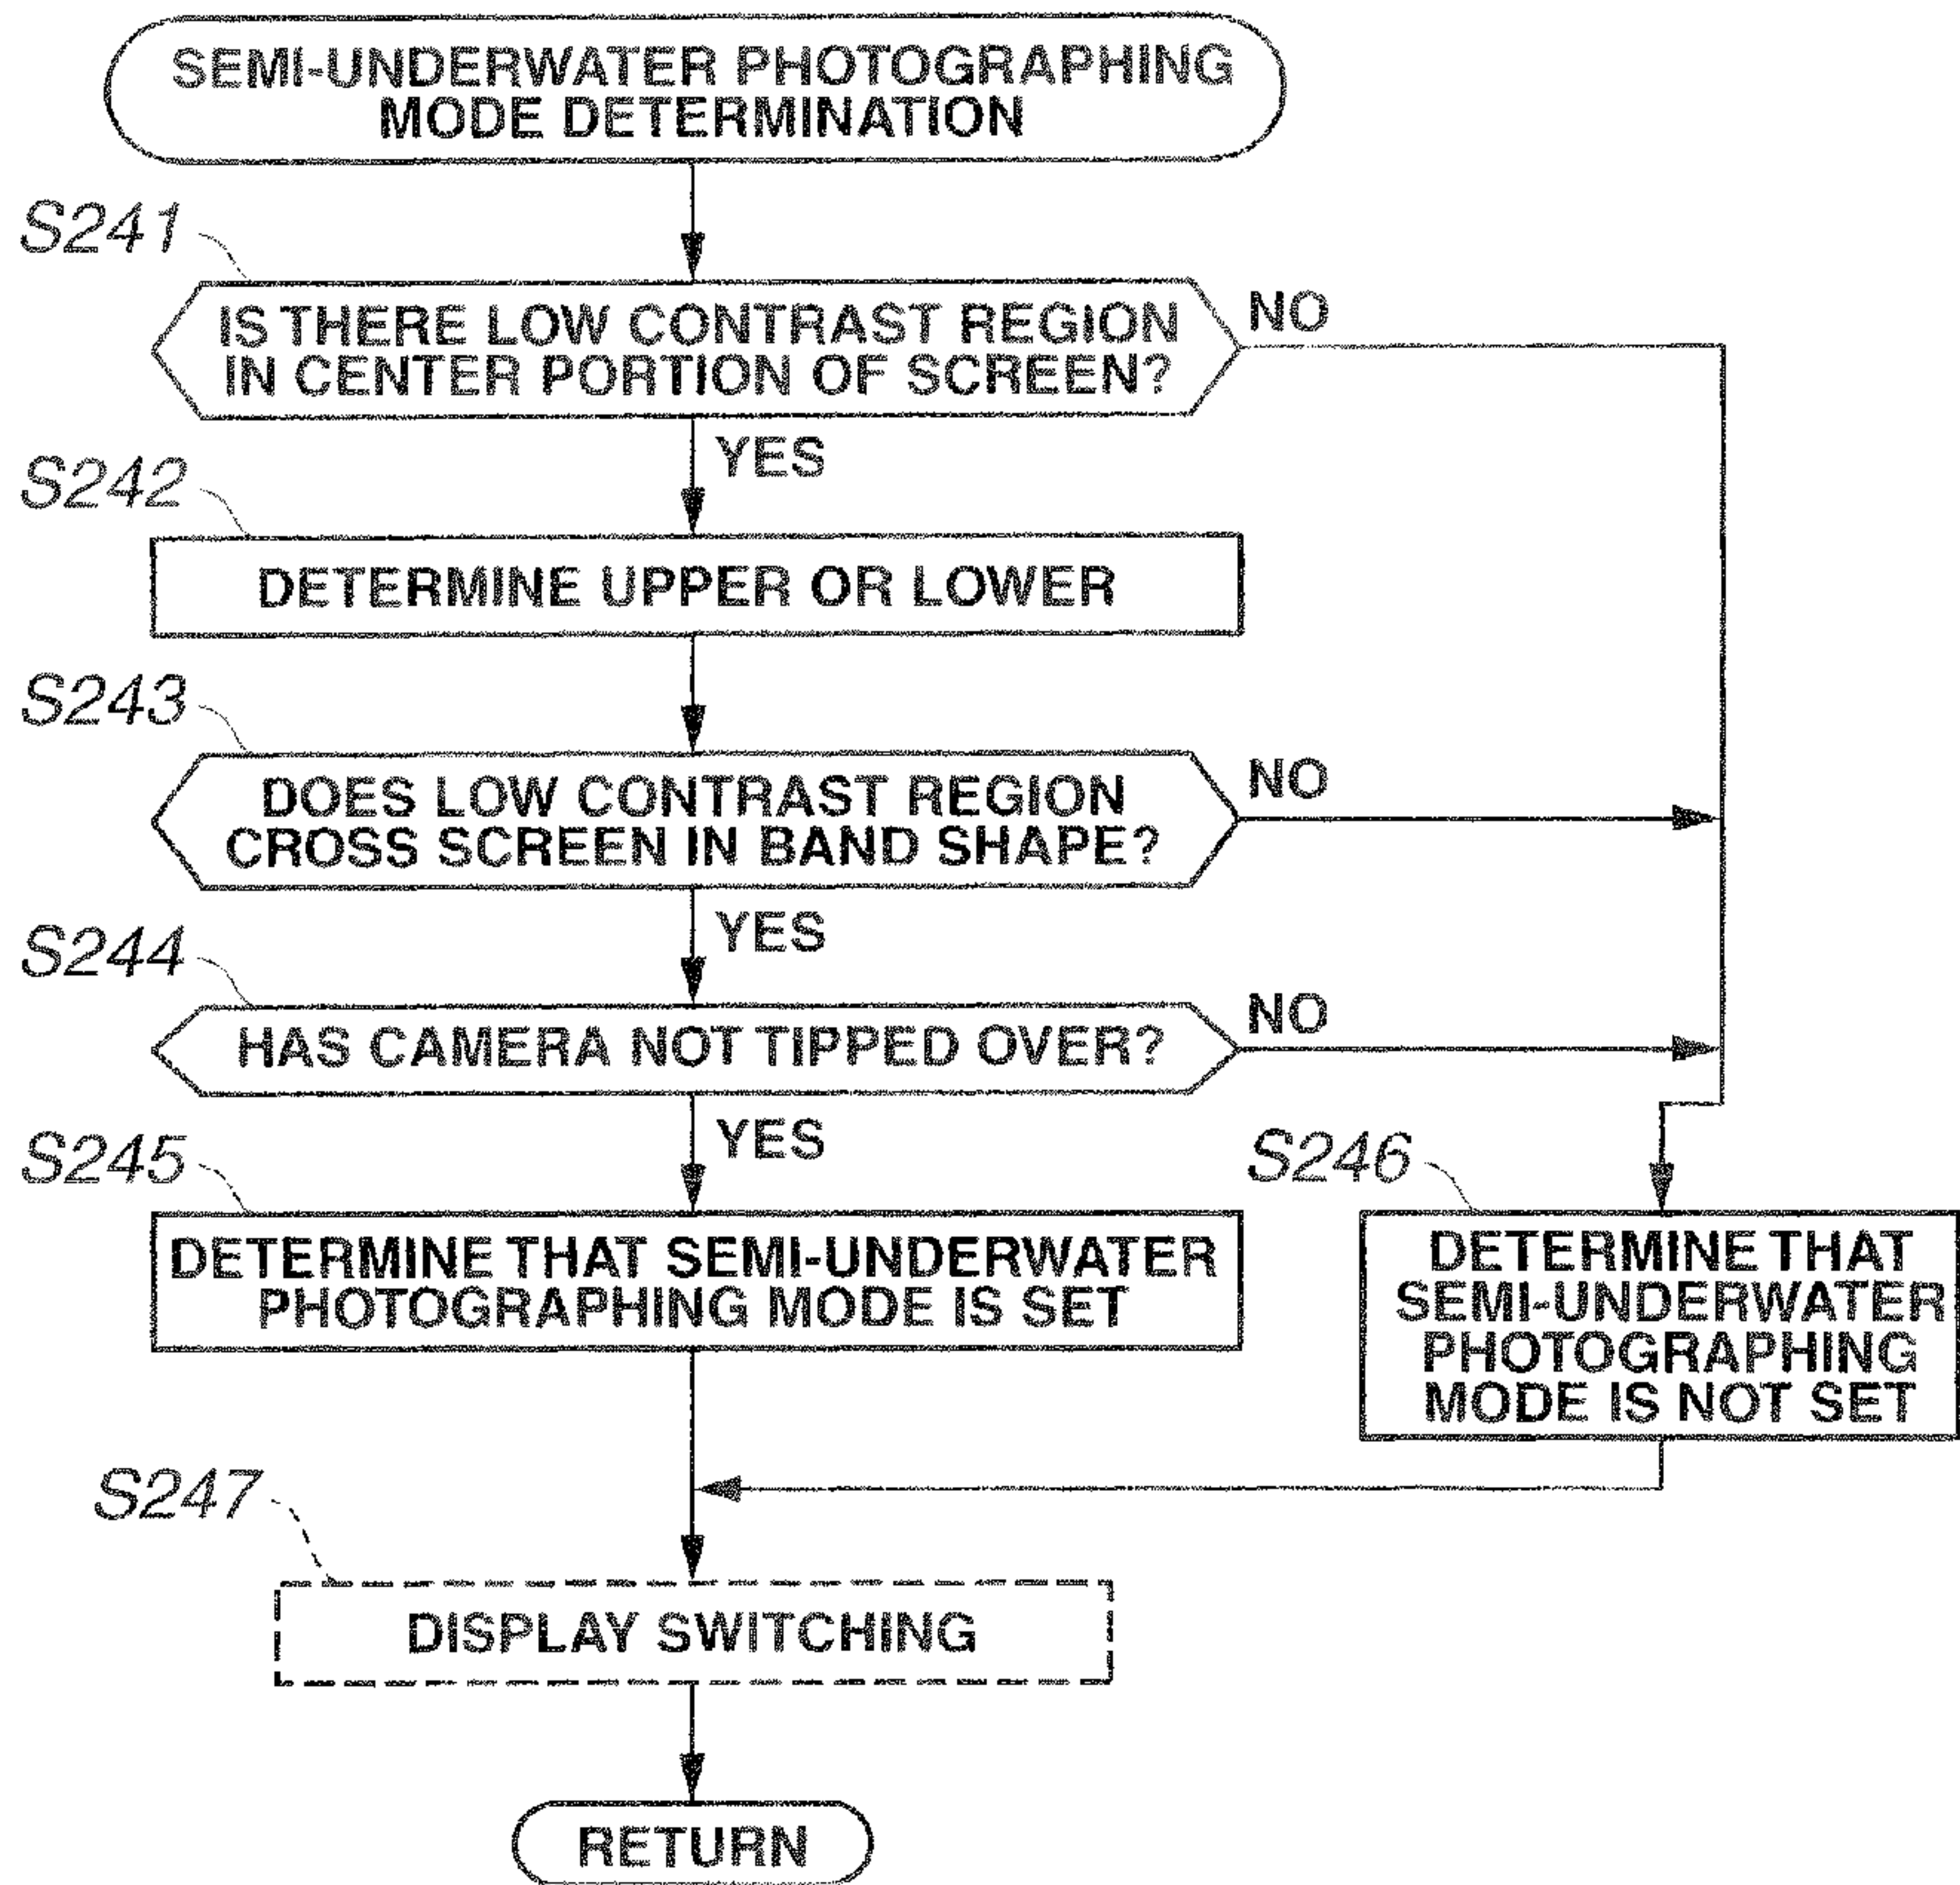 SEMI-UNDERWATER PHOTOGRAPHING
MODE DETERMINATION
S241
IS THERE LOW CONTRAST REGION
IN CENTER PORTION OF SCREEN?
NO
YES
S242
DETERMINE UPPER OR LOWER
S243
DOES LOW CONTRAST REGION
CROSS SCREEN IN BAND SHAPE?
NO
YES
S244
HAS CAMERA NOT TIPPED OVER?
NO
YES
S245
DETERMINE THAT SEMI-UNDERWATER
PHOTOGRAPHING MODE IS SET
S246
DETERMINE THAT
SEMI-UNDERWATER
PHOTOGRAPHING
MODE IS NOT SET
S247
DISPLAY SWITCHING
RETURN